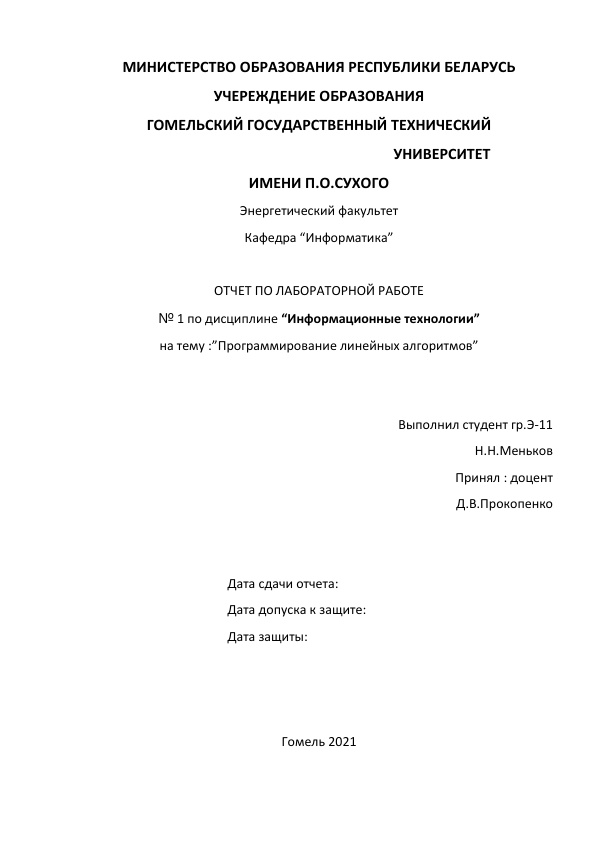 МИНИСТЕРСТВО ОБРАЗОВАНИЯ РЕСПУБЛИКИ БЕЛАРУСЬ
УЧЕРЕЖДЕНИЕ ОБРАЗОВАНИЯ
ГОМЕЛЬСКИЙ ГОСУДАРСТВЕННЫЙ ТЕХНИЧЕСКИЙ
УНИВЕРСИТЕТ
ИМЕНИ П.О.СУХОГО
Энергетический факультет
Кафедра “Информатика”
ОТЧЕТ ПО ЛАБОРАТОРНОЙ РАБОТЕ
№ 1 по дисциплине “Информационные технологии”
на тему :”Программирование линейных алгоритмов”
Выполнил студент гр.Э-11
Н.Н.Меньков
Принял : доцент
Д.В.Прокопенко
Дата сдачи отчета:
Дата допуска к защите:
Дата защиты:
Гомель 2021